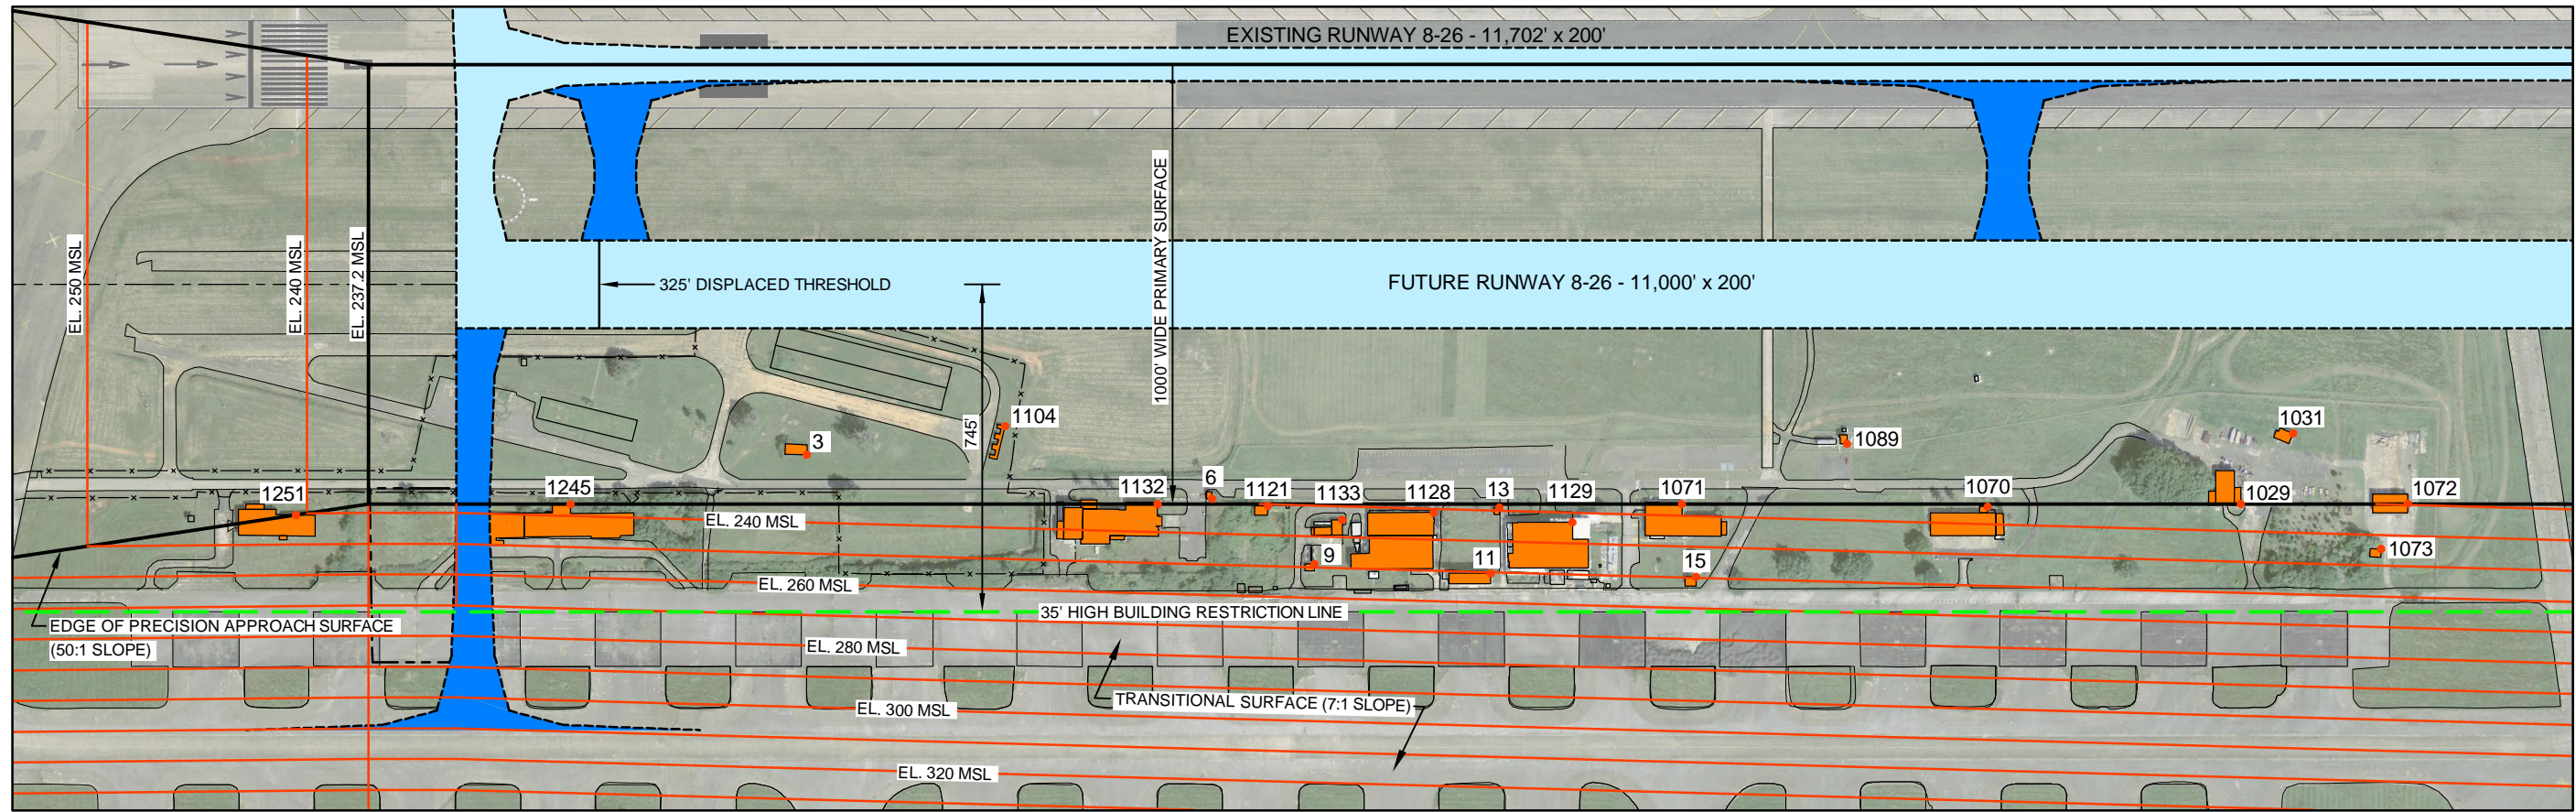 EXISTING RUNWAY 8-26 - 11,702' x 200'
1000' WIDE PRIMARY SURFACE
EL. 250 MSL
EL. 240 MSL
EL. 237.2 MSL
325' DISPLACED THRESHOLD
FUTURE RUNWAY 8-26 - 11,000' x 200'
745'
1104
3
1089
1031
1251
1245
1132
6
1121
1133
1128
13
1129
1071
1070
1029
1072
EL. 240 MSL
9
11
15
1073
EL. 260 MSL
35' HIGH BUILDING RESTRICTION LINE
EDGE OF PRECISION APPROACH SURFACE
(50:1 SLOPE)
EL. 280 MSL
TRANSITIONAL SURFACE (7:1 SLOPE)
EL. 300 MSL
EL. 320 MSL